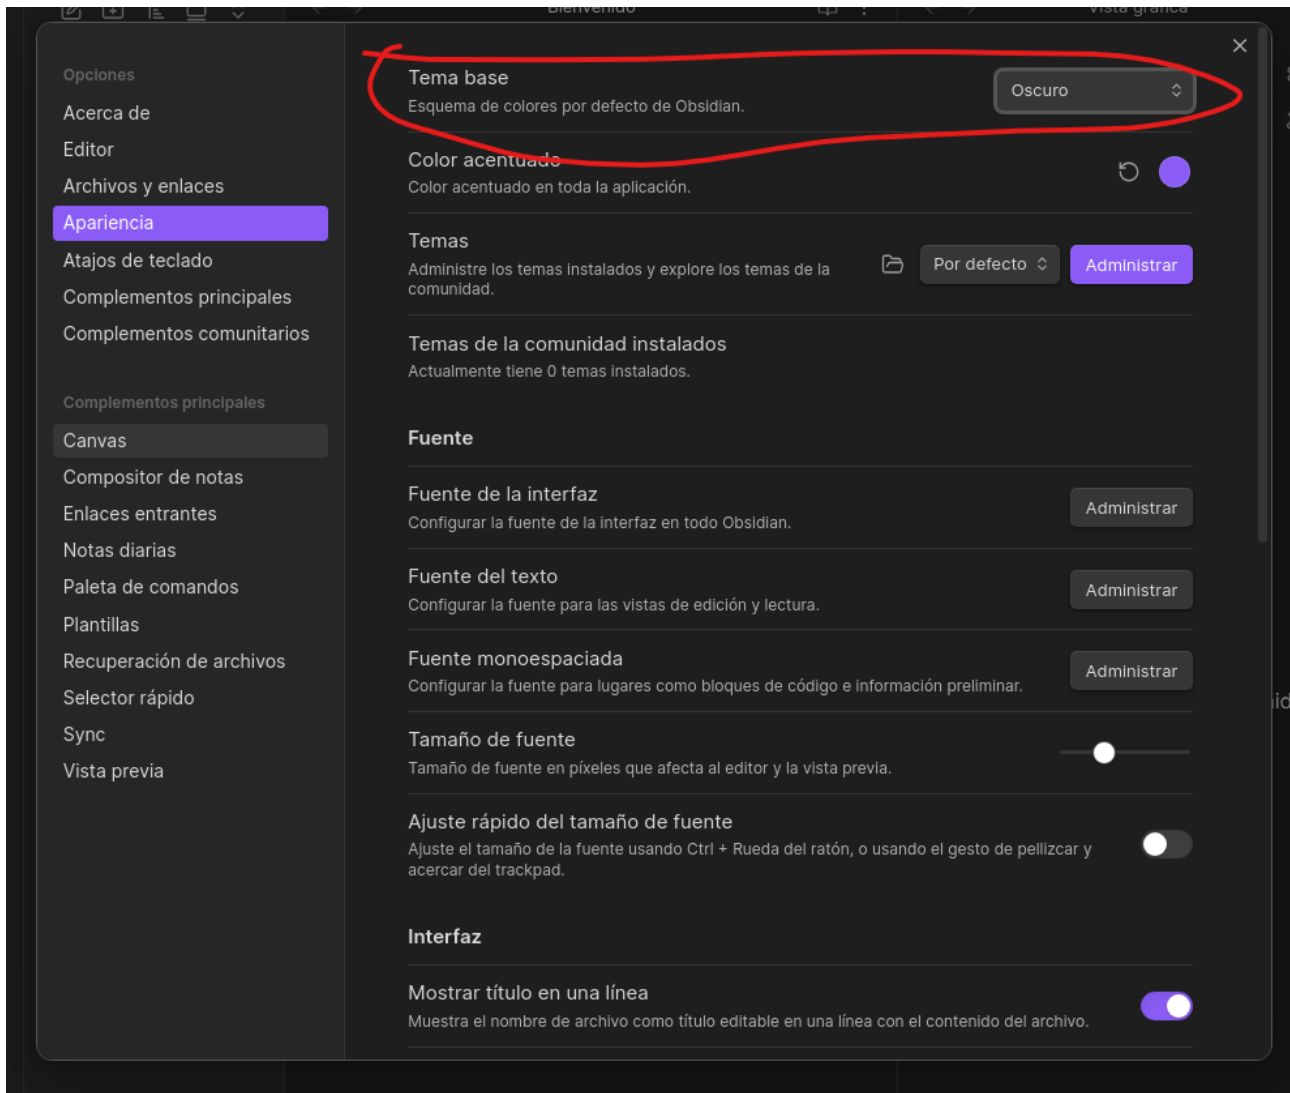 Bienvenido
Vista gráfica
Opciones
Acerca de
Editor
Archivos y enlaces
Apariencia
Atajos de teclado
Complementos principales
Complementos comunitarios
Complementos principales
Canvas
Compositor de notas
Enlaces entrantes
Notas diarias
Paleta de comandos
Plantillas
Recuperación de archivos
Selector rápido
Sync
Vista previa
Tema base
Esquema de colores por defecto de Obsidian.
Oscuro
Color acentuado
Color acentuado en toda la aplicación.
Temas
Administre los temas instalados y explore los temas de la
comunidad.
Por defecto
Administrar
Temas de la comunidad instalados
Actualmente tiene 0 temas instalados.
Fuente
Fuente de la interfaz
Configurar la fuente de la interfaz en todo Obsidian.
Administrar
Fuente del texto
Configurar la fuente para las vistas de edición y lectura.
Administrar
Fuente monoespaciada
Configurar la fuente para lugares como bloques de código e información preliminar.
Administrar
Tamaño de fuente
Tamaño de fuente en píxeles que afecta al editor y la vista previa.
Ajuste rápido del tamaño de fuente
Ajuste el tamaño de la fuente usando Ctrl + Rueda del ratón, o usando el gesto de pellizcar y
acercar del trackpad.
Interfaz
Mostrar título en una línea
Muestra el nombre de archivo como título editable en una línea con el contenido del archivo.